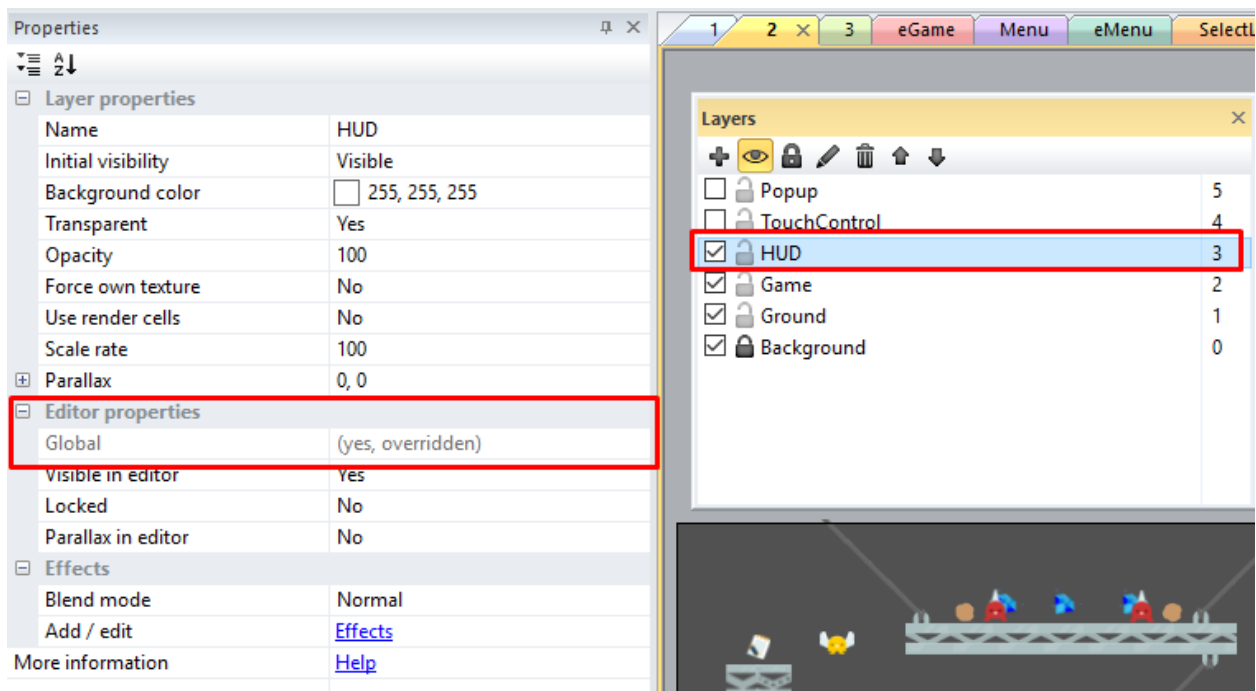 Properties
Layer properties
Name HUD
Initial visibility Visible
Background color 255, 255, 255
Transparent Yes
Opacity 100
Force own texture No
Use render cells No
Scale rate 100
Parallax 0, 0
Editor properties
Global (yes, overridden)
Visible in editor Yes
Locked No
Parallax in editor No
Effects
Blend mode Normal
Add / edit Effects
More information Help
1 2 3 eGame Menu eMenu SelectL
Layers
Popup 5
TouchControl 4
HUD 3
Game 2
Ground 1
Background 0